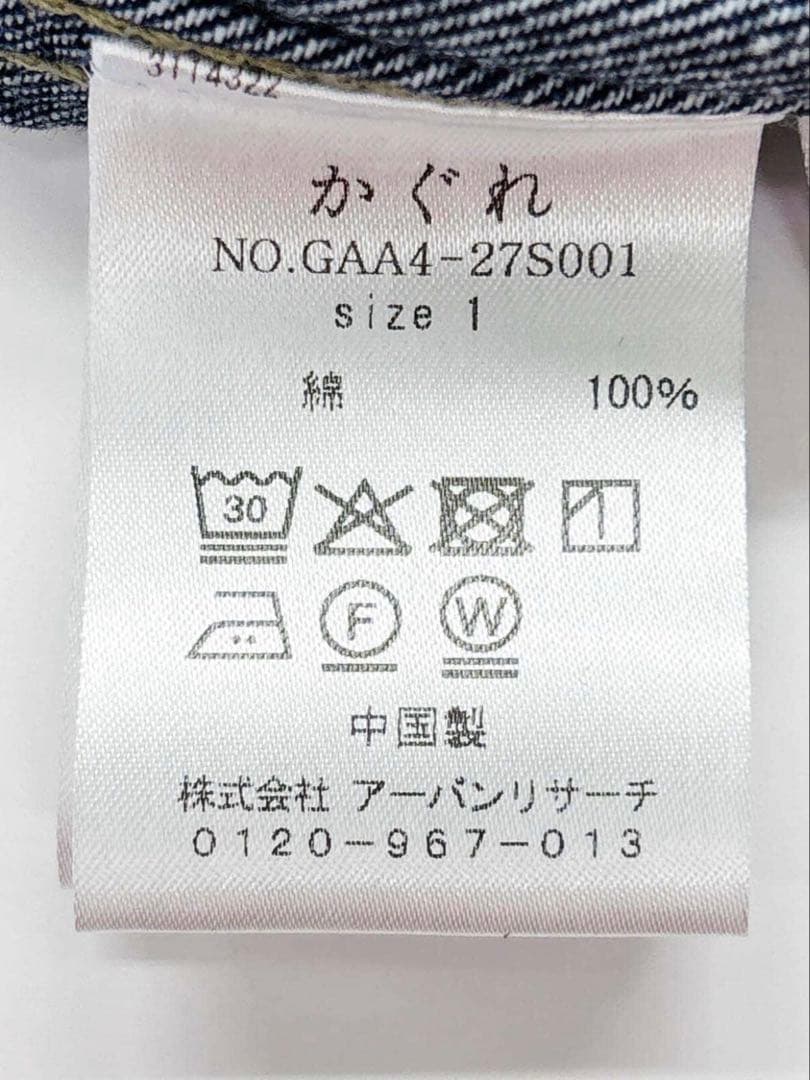 3114322
かぐれ
NO.GAA4-27S001
size 1
綿 100%
30
F W
中国製
株式会社 アーバンリサーチ
0120-967-013